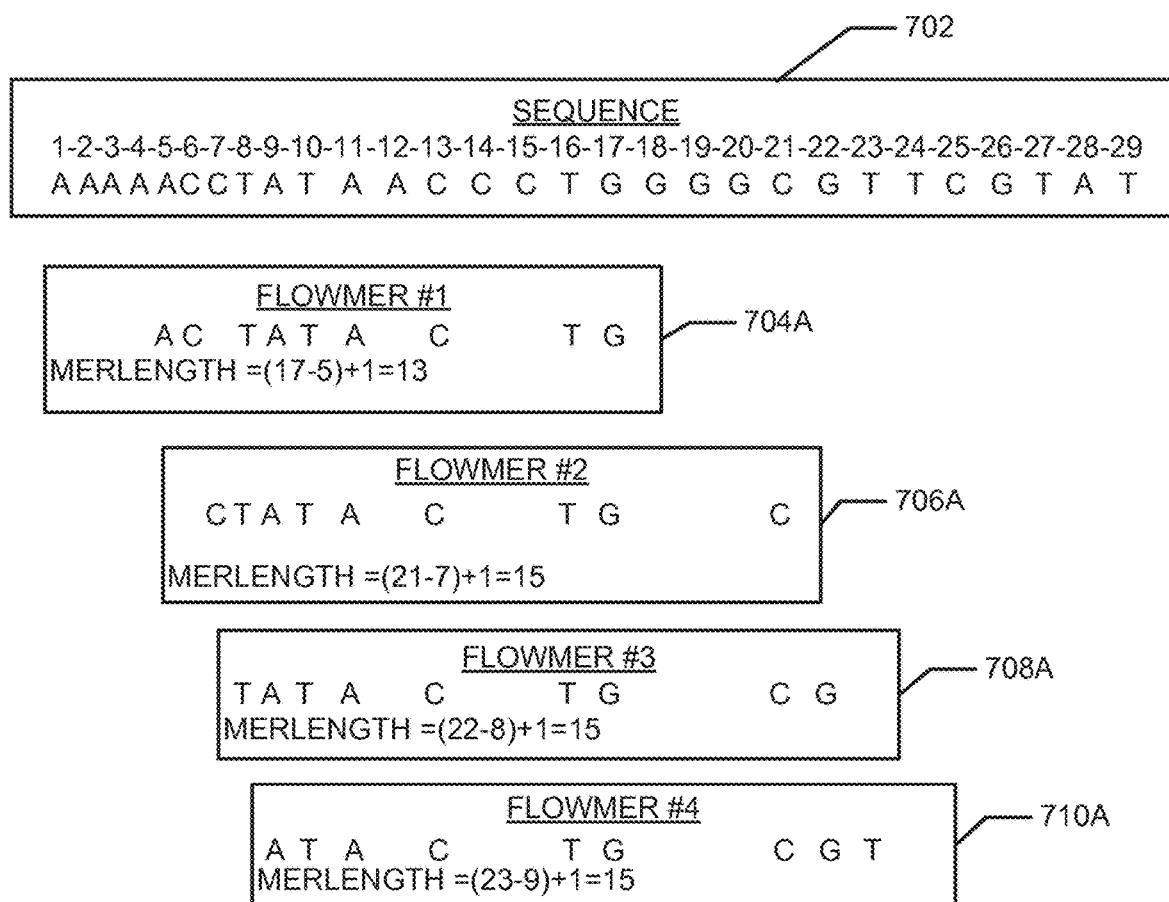 702
SEQUENCE
1-2-3-4-5-6-7-8-9-10-11-12-13-14-15-16-17-18-19-20-21-22-23-24-25-26-27-28-29
A AAA ACCTA T A A C C C T G G G G C G T T C G T A T
FLOWMER #1
A C T A T A C T G
MERLENGTH =(17-5)+1=13
704A
FLOWMER #2
C T A T A C T G C
MERLENGTH =(21-7)+1=15
706A
FLOWMER #3
T A T A C T G C G
MERLENGTH =(22-8)+1=15
708A
FLOWMER #4
A T A C T G C G T
MERLENGTH =(23-9)+1=15
710A